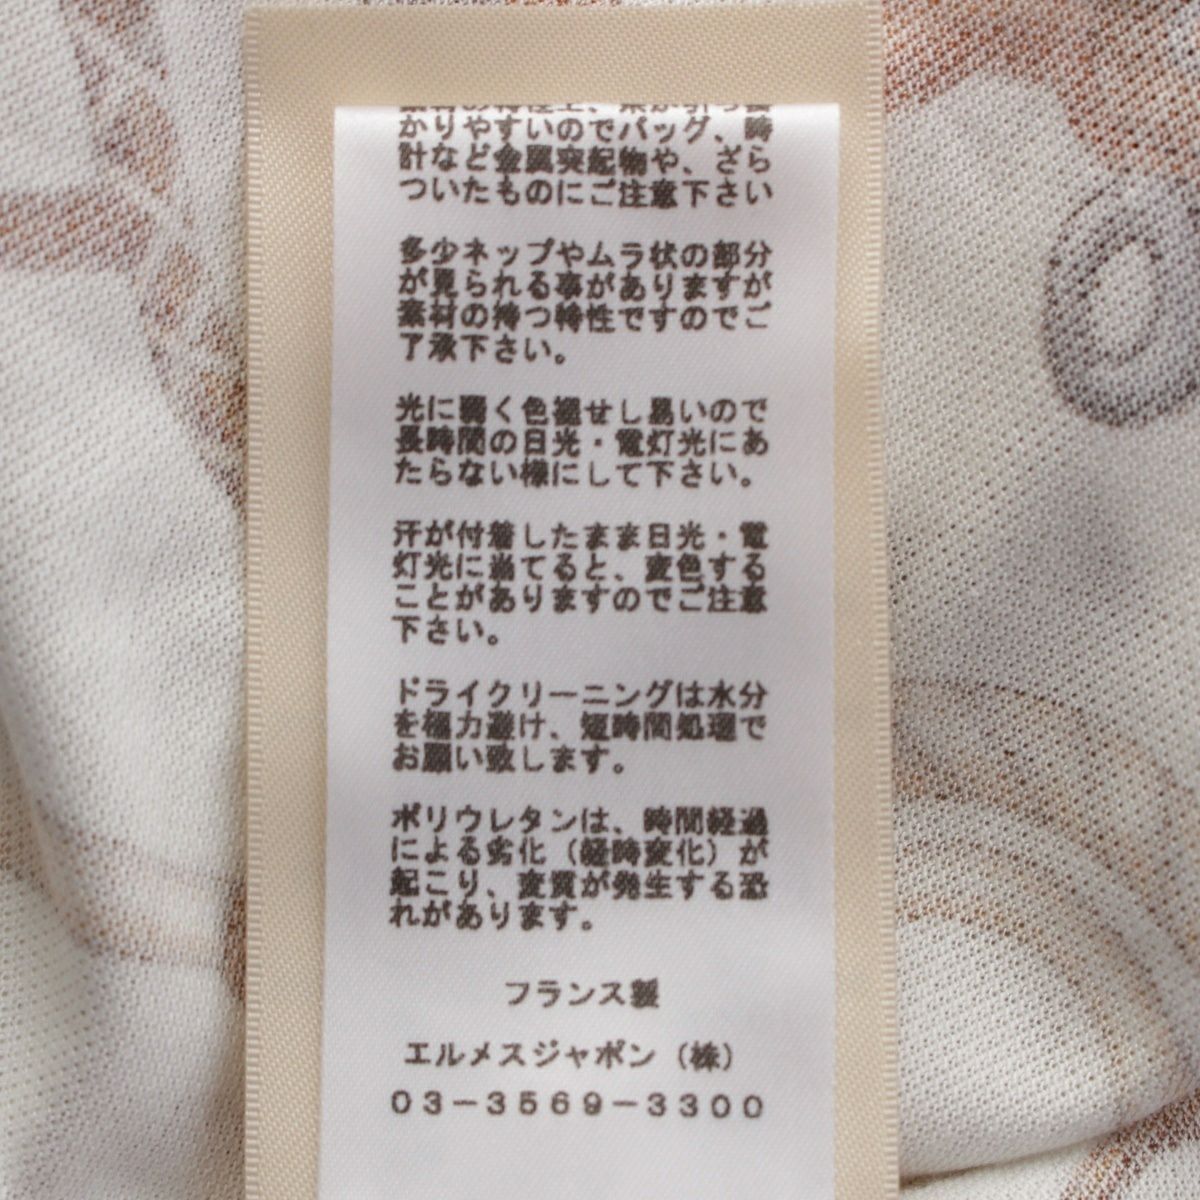 素材の特性上、糸が引っ
かりやすいのでバッグ、時
計など金属突起物や、ざら
ついたものにご注意下さい
多少ネップやムラ状の部分
が見られる事がありますが
素材の持つ特性ですのでご
了承下さい。
光に弱く色褪せし易いので
長時間の日光・電灯光にあ
たらない様にして下さい。
汗が付着したまま日光・電
灯光に当てると、変色する
ことがありますのでご注意
下さい。
ドライクリーニングは水分
を極力避け、短時間処理で
お願い致します。
ポリウレタンは、時間経過
による劣化（経時変化）が
起こり、変質が発生する恐
れがあります。
フランス製
エルメスジャポン（株）
03-3569-3300